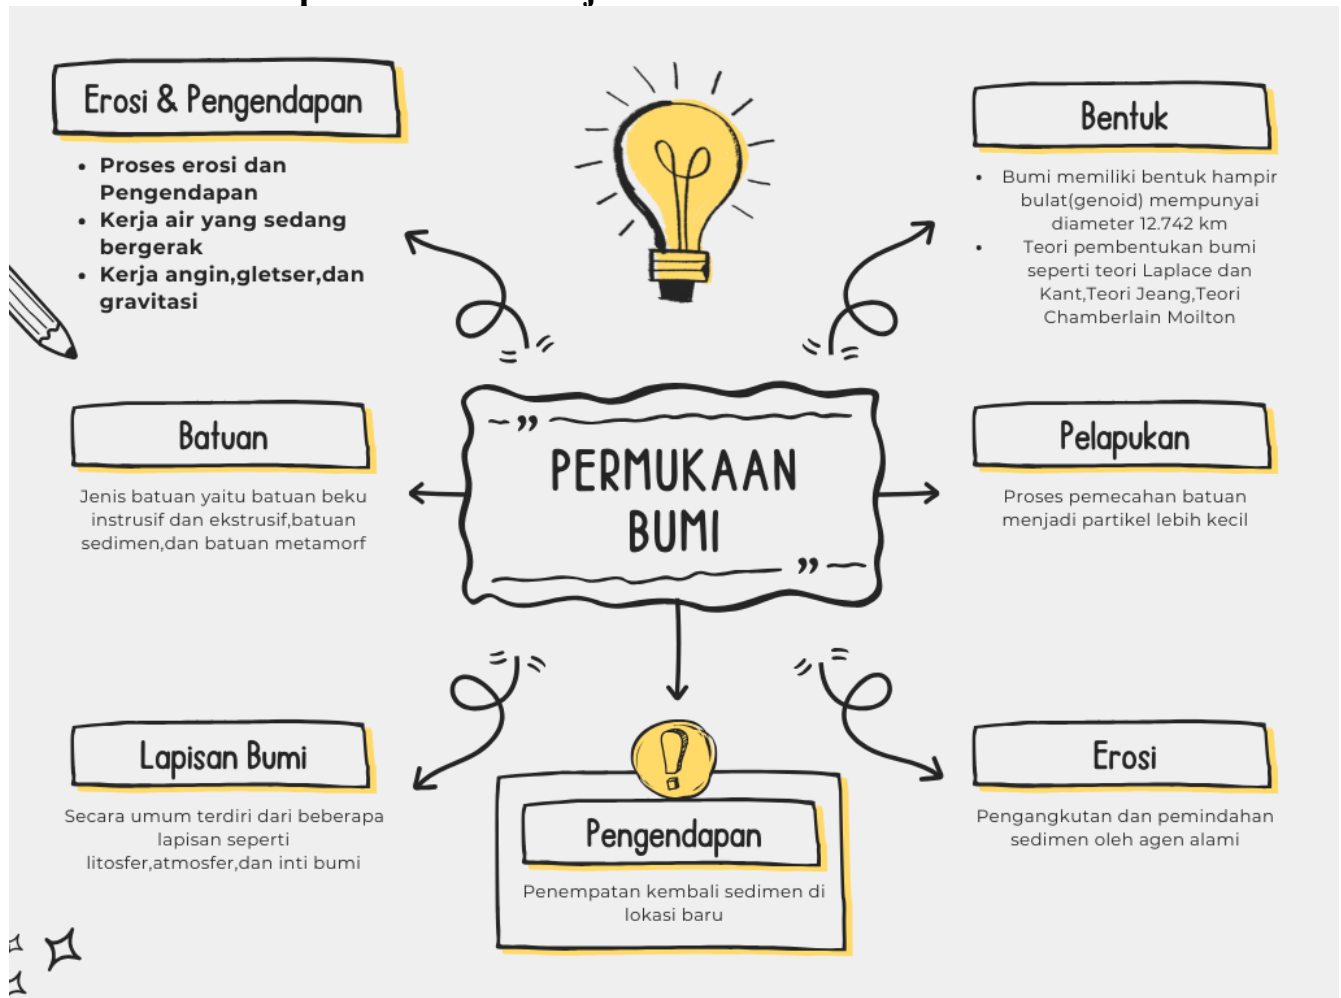 Erosi & Pengendapan
• Proses erosi dan
Pengendapan
• Kerja air yang sedang
bergerak
• Kerja angin,gletser,dan
gravitasi
Bentuk
• Bumi memiliki bentuk hampir
bulat(genoid) mempunyai
diameter 12.742 km
• Teori pembentukan bumi
seperti teori Laplace dan
Kant,Teori Jeang,Teori
Chamberlain Moilton
Batuan
Jenis batuan yaitu batuan beku
instrusif dan ekstrusif,batuan
sedimen,dan batuan metamorf
PERMUKAAN
BUMI
Pelapukan
Proses pemecahan batuan
menjadi partikel lebih kecil
Lapisan Bumi
Secara umum terdiri dari beberapa
lapisan seperti
litosfer,atmosfer,dan inti bumi
Pengendapan
Penempatan kembali sedimen di
lokasi baru
Erosi
Pengangkutan dan pemindahan
sedimen oleh agen alami